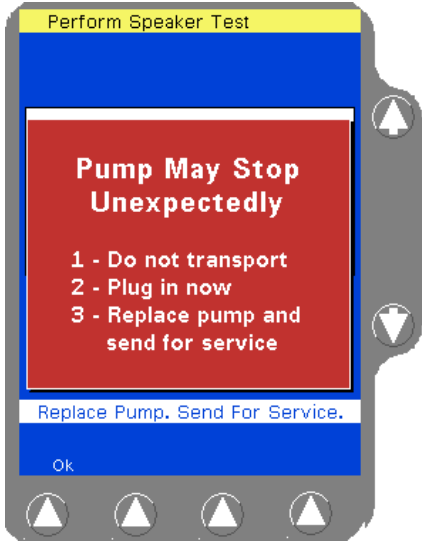 Perform Speaker Test
Pump May Stop
Unexpectedly
1 - Do not transport
2 - Plug in now
3 - Replace pump and
send for service
Replace Pump. Send For Service.
Ok